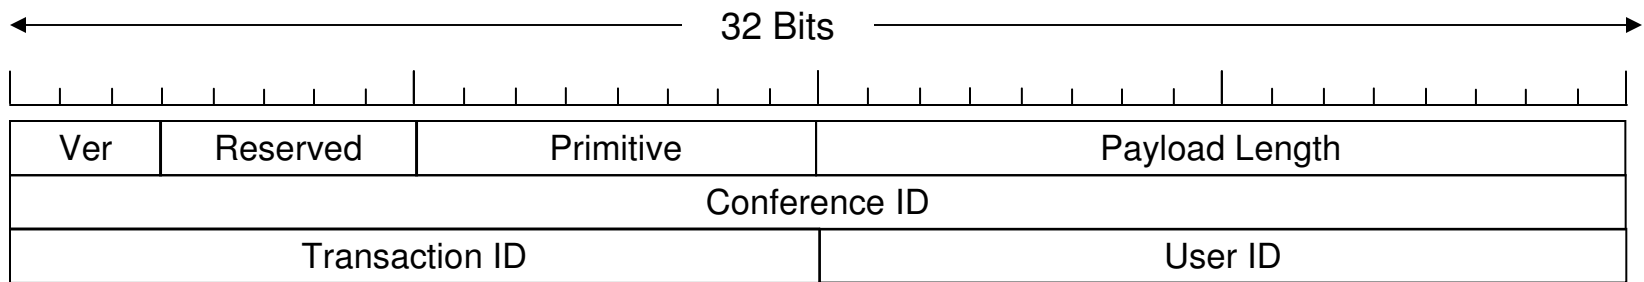 32 Bits
Ver Reserved Primitive Payload Length
Conference ID
Transaction ID User ID